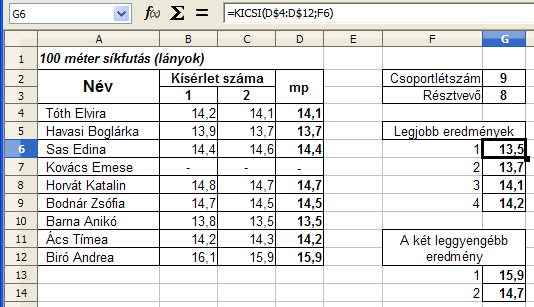 G6 f(x) Σ = =KICSI(D$4:D$12;F6)
A B C D E F G
1 100 méter síkfutás (lányok)
2 Név Kísérlet száma mp Csoportlétszám 9
3 1 2 Résztvevő 8
4 Tóth Elvira 14,2 14,1 14,1
5 Havasi Boglárka 13,9 13,7 13,7 Legjobb eredmények
6 Sas Edina 14,4 14,6 14,4 1 13,5
7 Kovács Emese - - - 2 13,7
8 Horvát Katalin 14,8 14,7 14,7 3 14,1
9 Bodnár Zsófia 14,7 14,5 14,5 4 14,2
10 Barna Anikó 13,8 13,5 13,5
11 Ács Tímea 14,2 14,3 14,2 A két leggyengébb
12 Biró Andrea 16,1 15,9 15,9 eredmény
13 1 15,9
14 2 14,7